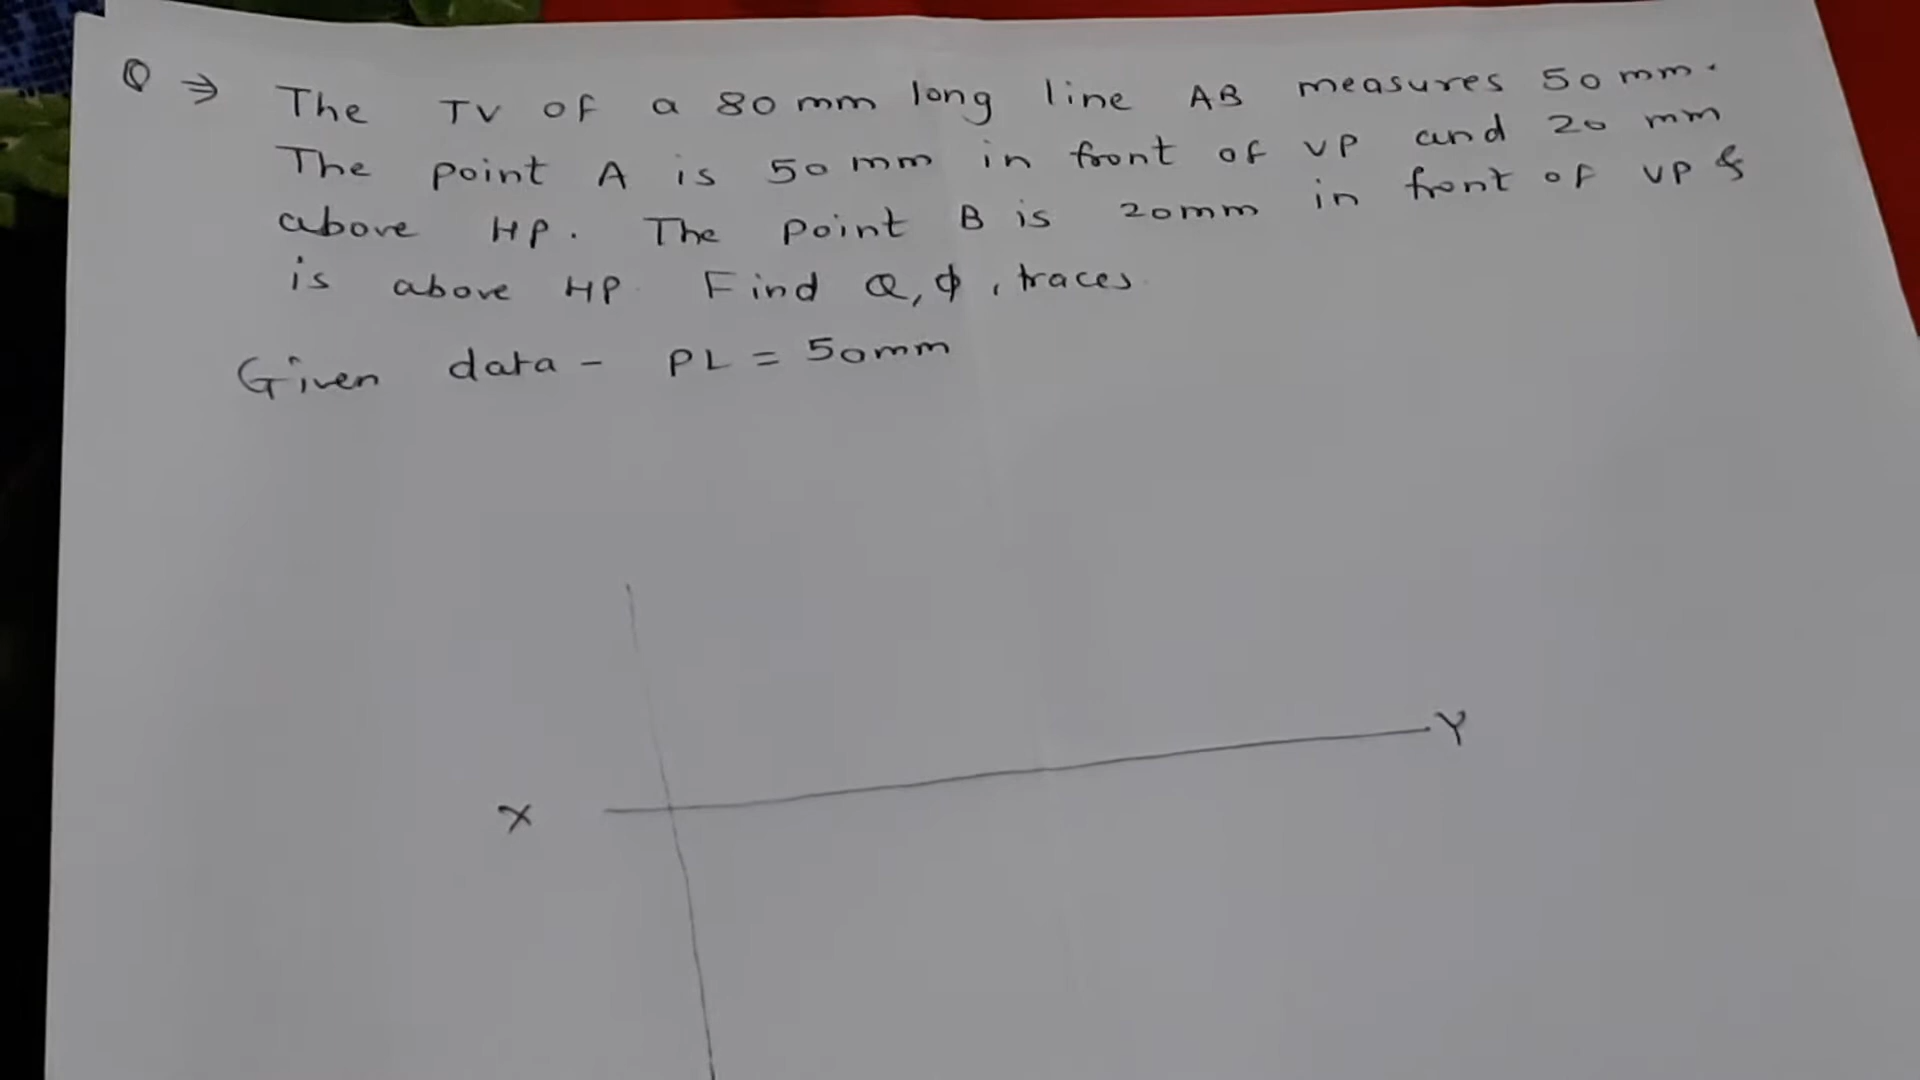 Q ⇒ The TV of a 80 mm long line AB measures 50 mm.
The point A is 50 mm in front of VP and 20 mm
above HP. The point B is 20mm in front of VP &
is above HP. Find Q, ϕ, traces.
Given data - PL = 50mm
X Y